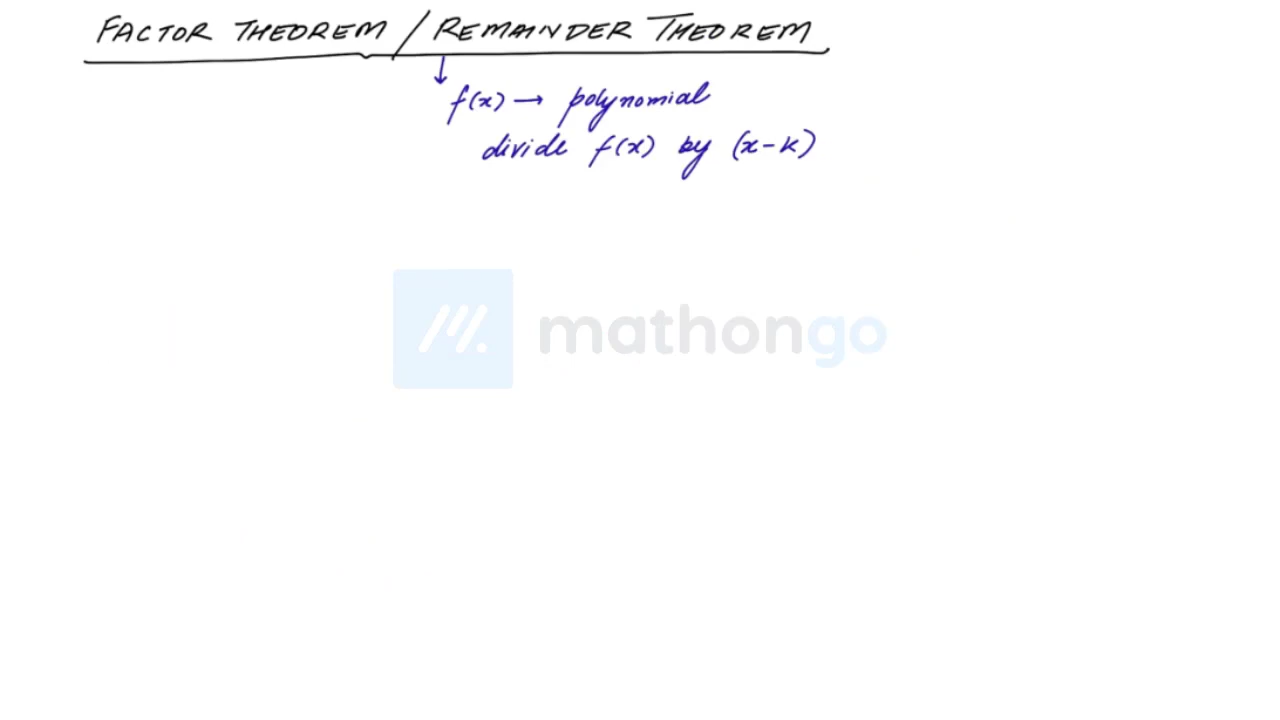 FACTOR THEOREM / REMAINDER THEOREM
↓
f(x) → polynomial
divide f(x) by (x-k)
mathongo